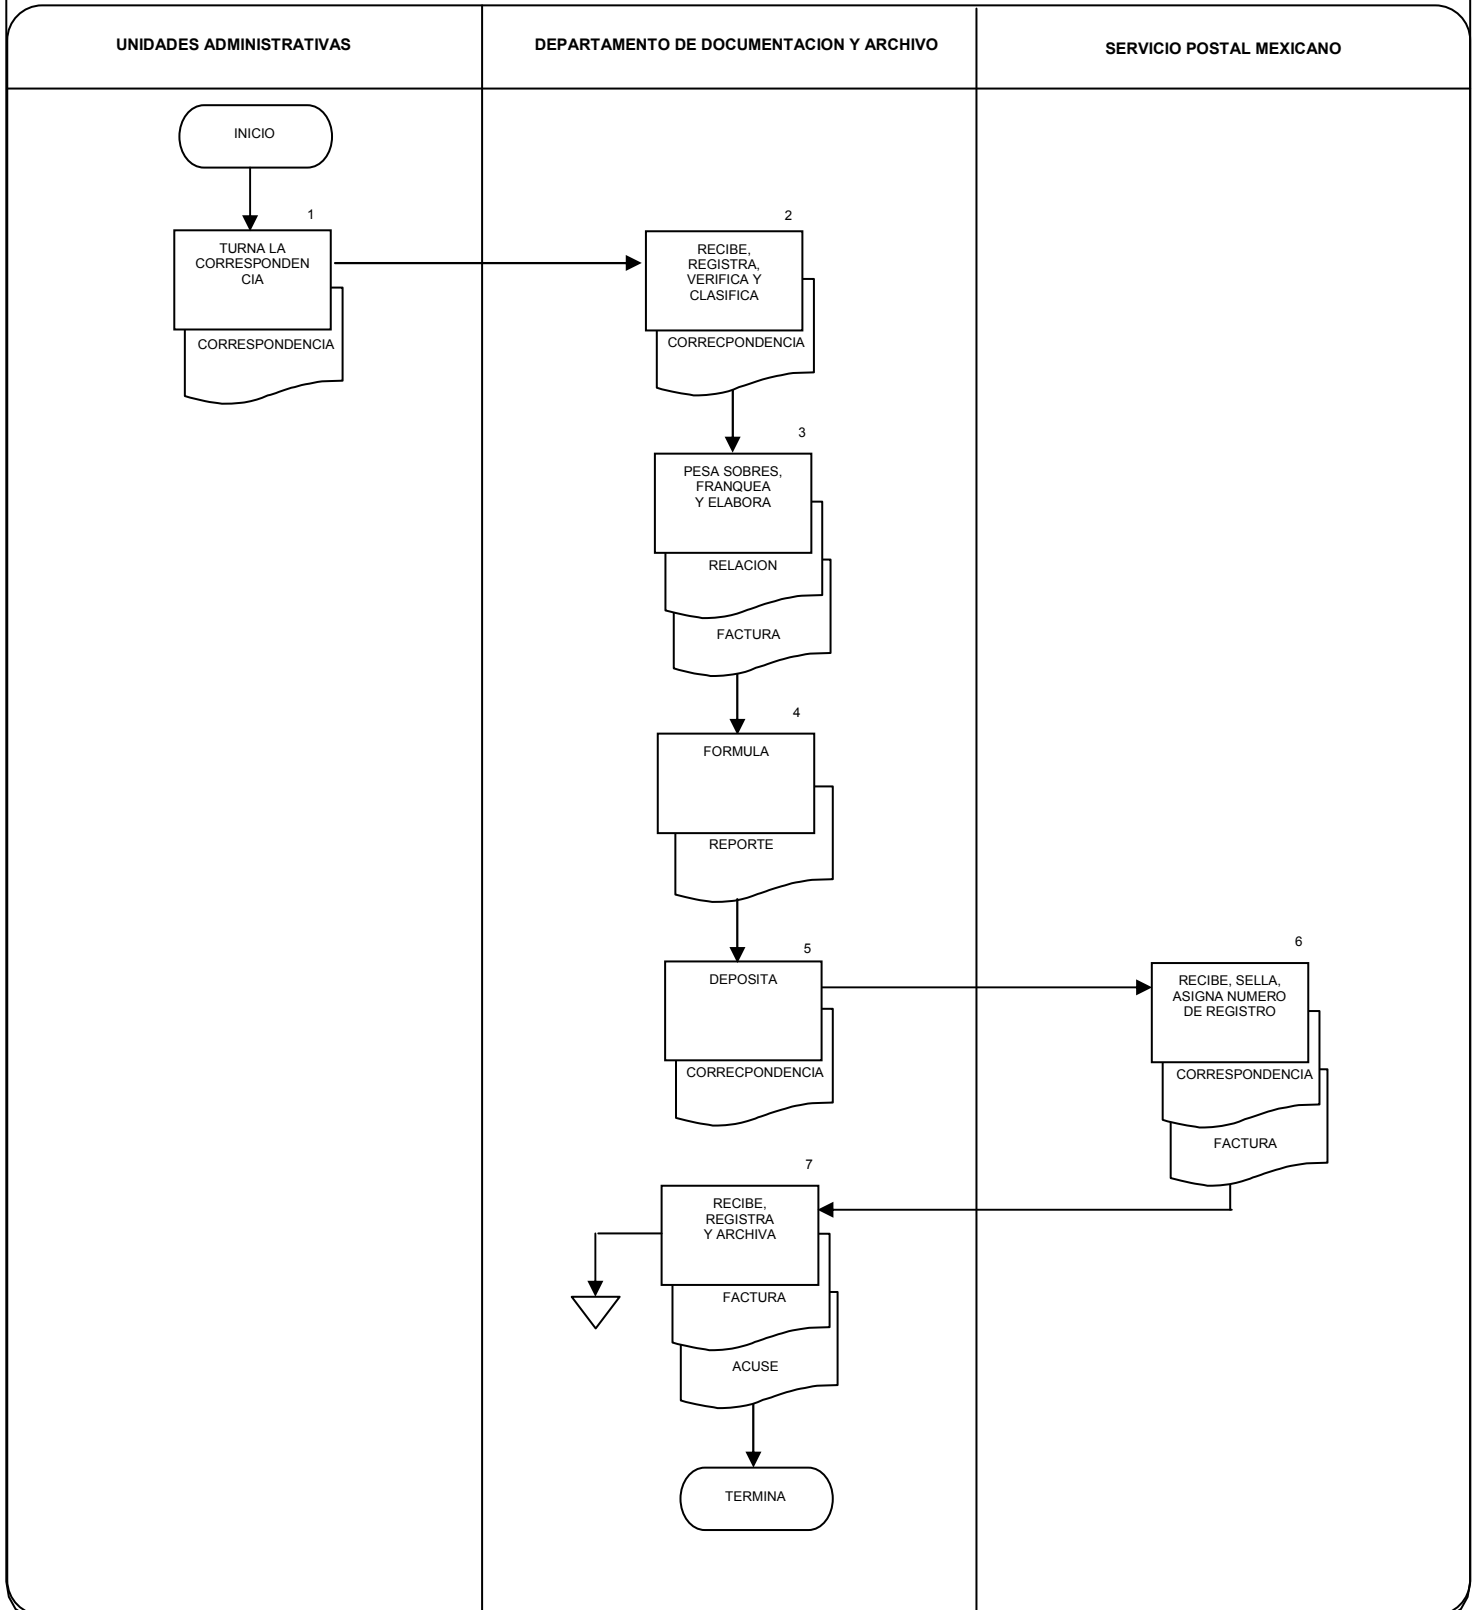 UNIDADES ADMINISTRATIVAS
DEPARTAMENTO DE DOCUMENTACION Y ARCHIVO
SERVICIO POSTAL MEXICANO
INICIO
1
TURNA LA
CORRESPONDEN
CIA
CORRESPONDENCIA
2
RECIBE,
REGISTRA,
VERIFICA Y
CLASIFICA
CORRECPONDENCIA
3
PESA SOBRES,
FRANQUEA
Y ELABORA
RELACION
FACTURA
4
FORMULA
REPORTE
5
DEPOSITA
CORRECPONDENCIA
6
RECIBE, SELLA,
ASIGNA NUMERO
DE REGISTRO
CORRESPONDENCIA
FACTURA
7
RECIBE,
REGISTRA
Y ARCHIVA
FACTURA
ACUSE
TERMINA